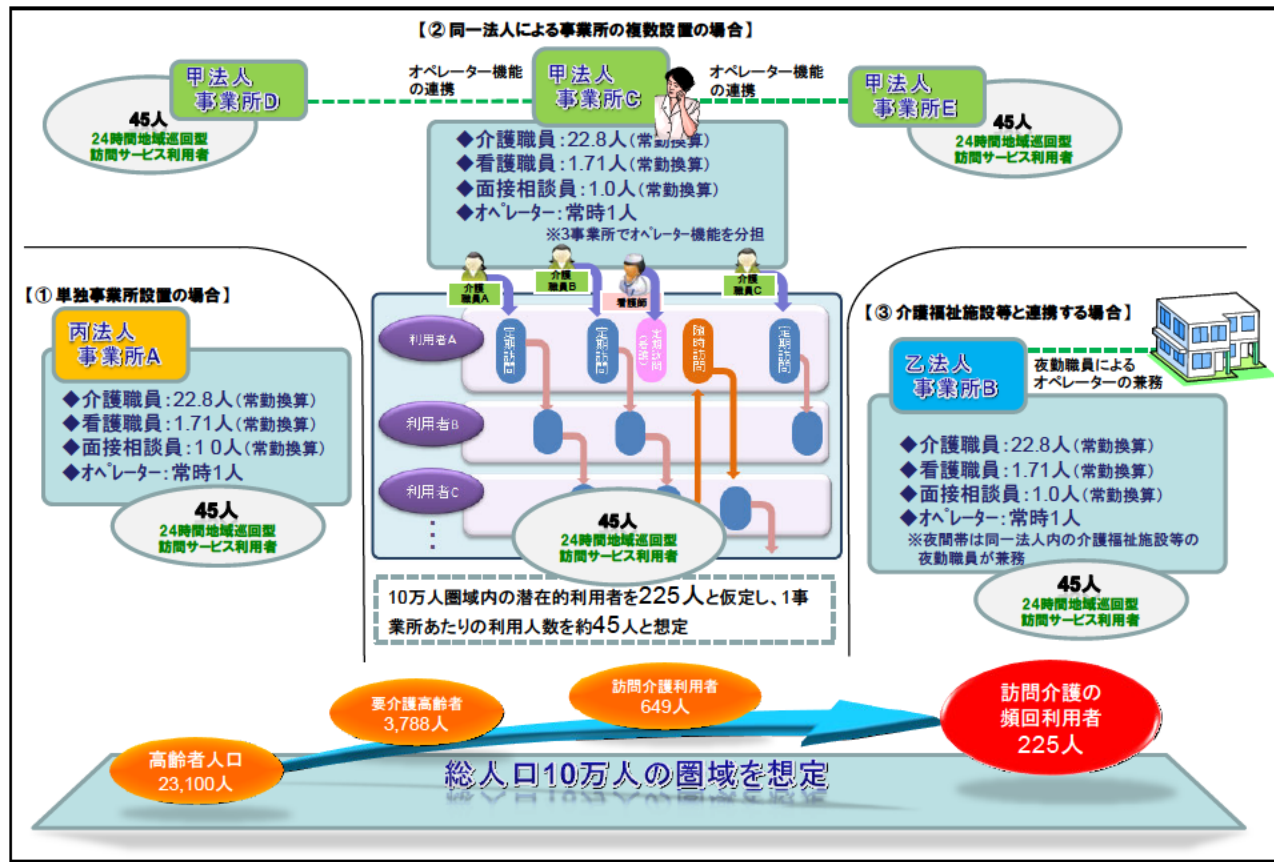 【② 同一法人による事業所の複数設置の場合】
甲法人
事業所D
オペレーター機能
の連携
甲法人
事業所C
オペレーター機能
の連携
甲法人
事業所E
45人
24時間地域巡回型
訪問サービス利用者
45人
24時間地域巡回型
訪問サービス利用者
◆介護職員：22.8人(常勤換算)
◆看護職員：1.71人(常勤換算)
◆面接相談員：1.0人(常勤換算)
◆オペレーター：常時1人
※3事業所でオペレーター機能を分担
【① 単独事業所設置の場合】
丙法人
事業所A
◆介護職員：22.8人(常勤換算)
◆看護職員：1.71人(常勤換算)
◆面接相談員：1 0人(常勤換算)
◆オペレーター：常時1人
45人
24時間地域巡回型
訪問サービス利用者
介護
職員A
介護
職員B
看護師
介護
職員C
利用者A
定期訪問
定期訪問
定期訪問
(看護)
随時訪問
定期訪問
利用者B
利用者C
⋮
45人
24時間地域巡回型
訪問サービス利用者
【③ 介護福祉施設等と連携する場合】
乙法人
事業所B
夜勤職員による
オペレーターの兼務
◆介護職員：22.8人(常勤換算)
◆看護職員：1.71人(常勤換算)
◆面接相談員：1.0人(常勤換算)
◆オペレーター：常時1人
※夜間帯は同一法人内の介護福祉施設等の
夜勤職員が兼務
45人
24時間地域巡回型
訪問サービス利用者
10万人圏域内の潜在的利用者を225人と仮定し、1事
業所あたりの利用人数を約45人と想定
高齢者人口
23,100人
要介護高齢者
3,788人
訪問介護利用者
649人
訪問介護の
頻回利用者
225人
総人口10万人の圏域を想定